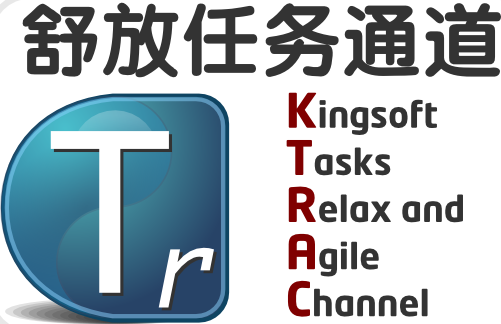 舒放任务通道
Tr
Kingsoft
Tasks
Relax and
Agile
Channel